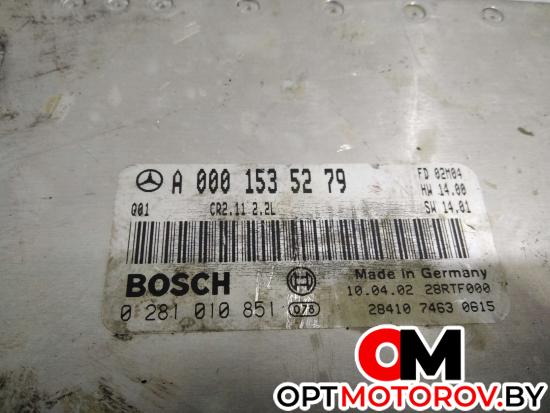 A 000 153 52 79
FD 02M04
HW 14.00
SW 14.01
Q01 CR2.11 2.2L
BOSCH
Made in Germany
10.04.02 28RTF000
0 281 010 851 078
28410 7463 0615
OM
OPTMOTOROV.BY